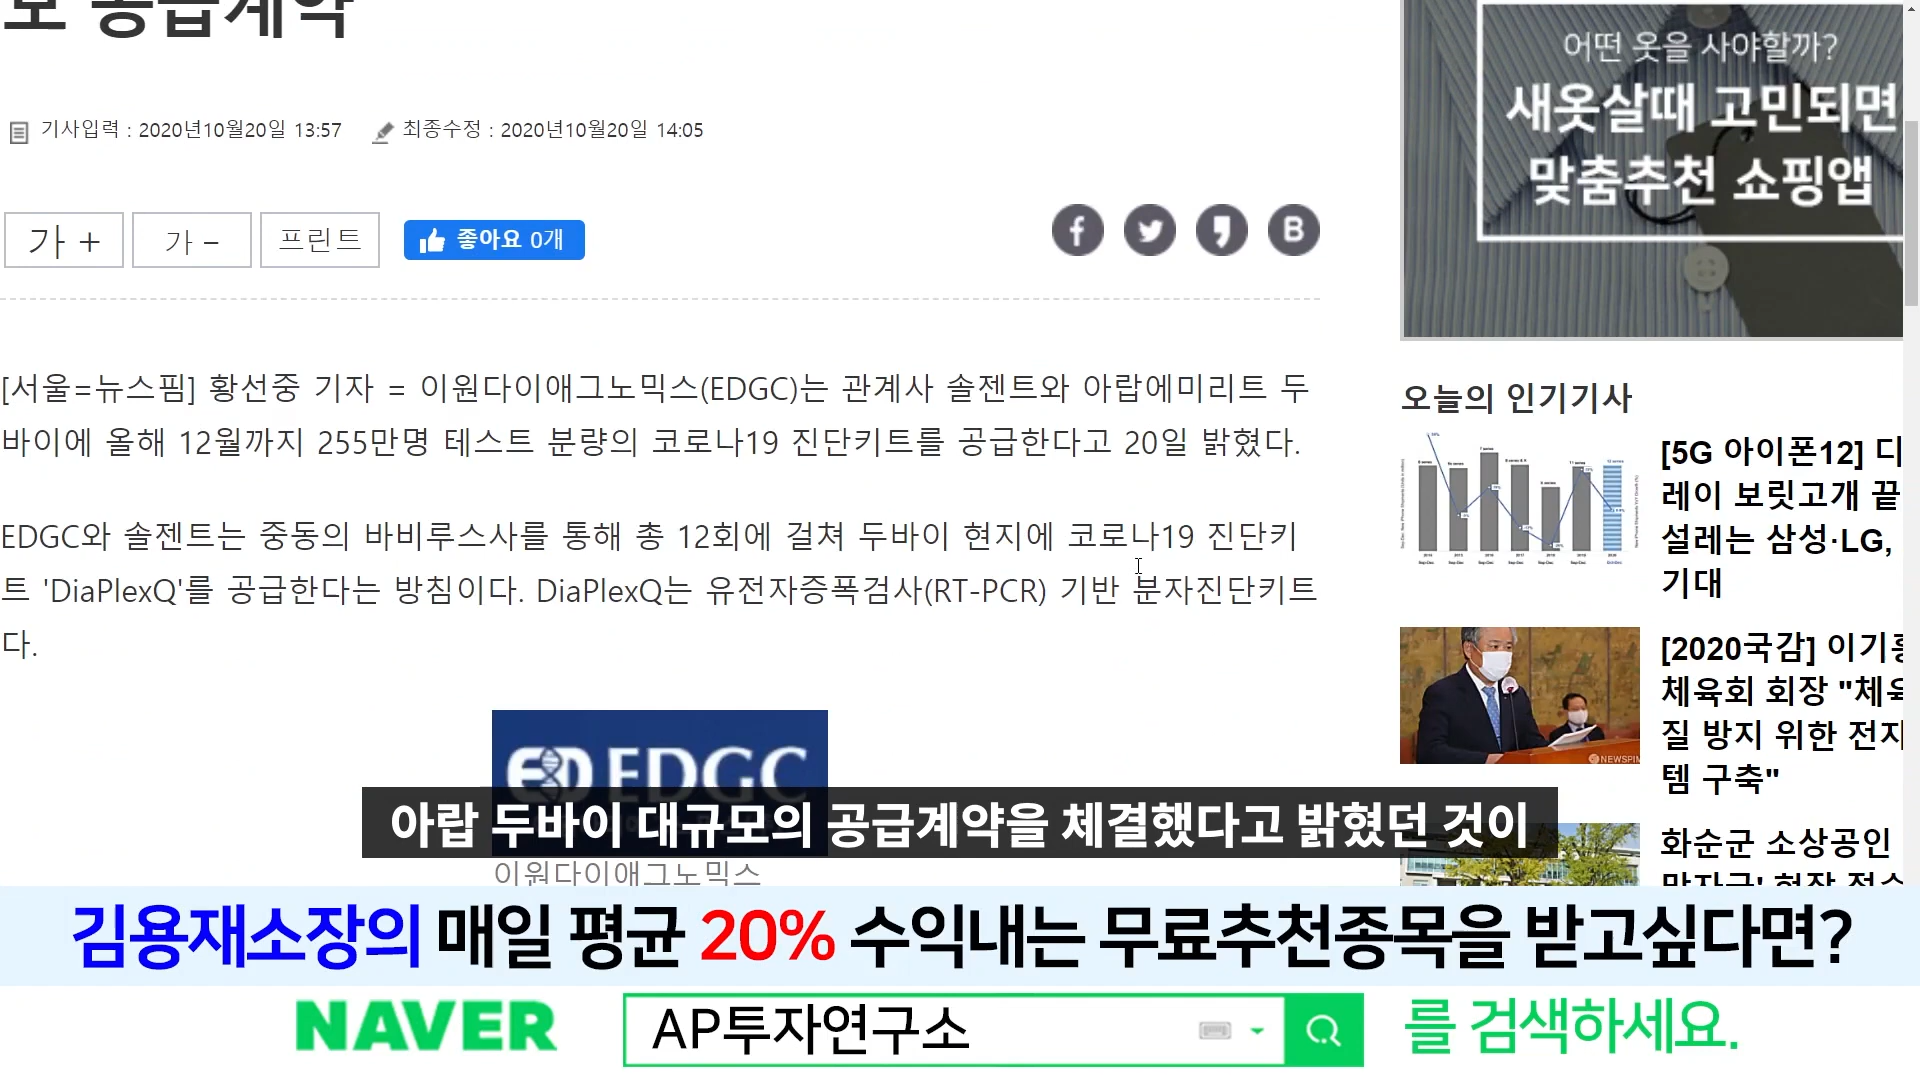 모 공급계약
기사입력 : 2020년10월20일 13:57
최종수정 : 2020년10월20일 14:05
가 +
가 −
프린트
좋아요 0개
[서울=뉴스핌] 황선중 기자 = 이원다이애그노믹스(EDGC)는 관계사 솔젠트와 아랍에미리트 두
바이에 올해 12월까지 255만명 테스트 분량의 코로나19 진단키트를 공급한다고 20일 밝혔다.
EDGC와 솔젠트는 중동의 바비루스사를 통해 총 12회에 걸쳐 두바이 현지에 코로나19 진단키
트 'DiaPlexQ'를 공급한다는 방침이다. DiaPlexQ는 유전자증폭검사(RT-PCR) 기반 분자진단키트
다.
EDGC
이원다이애그노믹스
어떤 옷을 사야할까?
새옷살때 고민되면
맞춤추천 쇼핑앱
오늘의 인기기사
[5G 아이폰12] 디
레이 보릿고개 끝
설레는 삼성·LG,
기대
[2020국감] 이기흥
체육회 회장 "체육
질 방지 위한 전자
템 구축"
NEWSPIM
화순군 소상공인
아랍 두바이 대규모의 공급계약을 체결했다고 밝혔던 것이
김용재소장의 매일 평균 20% 수익내는 무료추천종목을 받고싶다면?
NAVER
AP투자연구소
를 검색하세요.